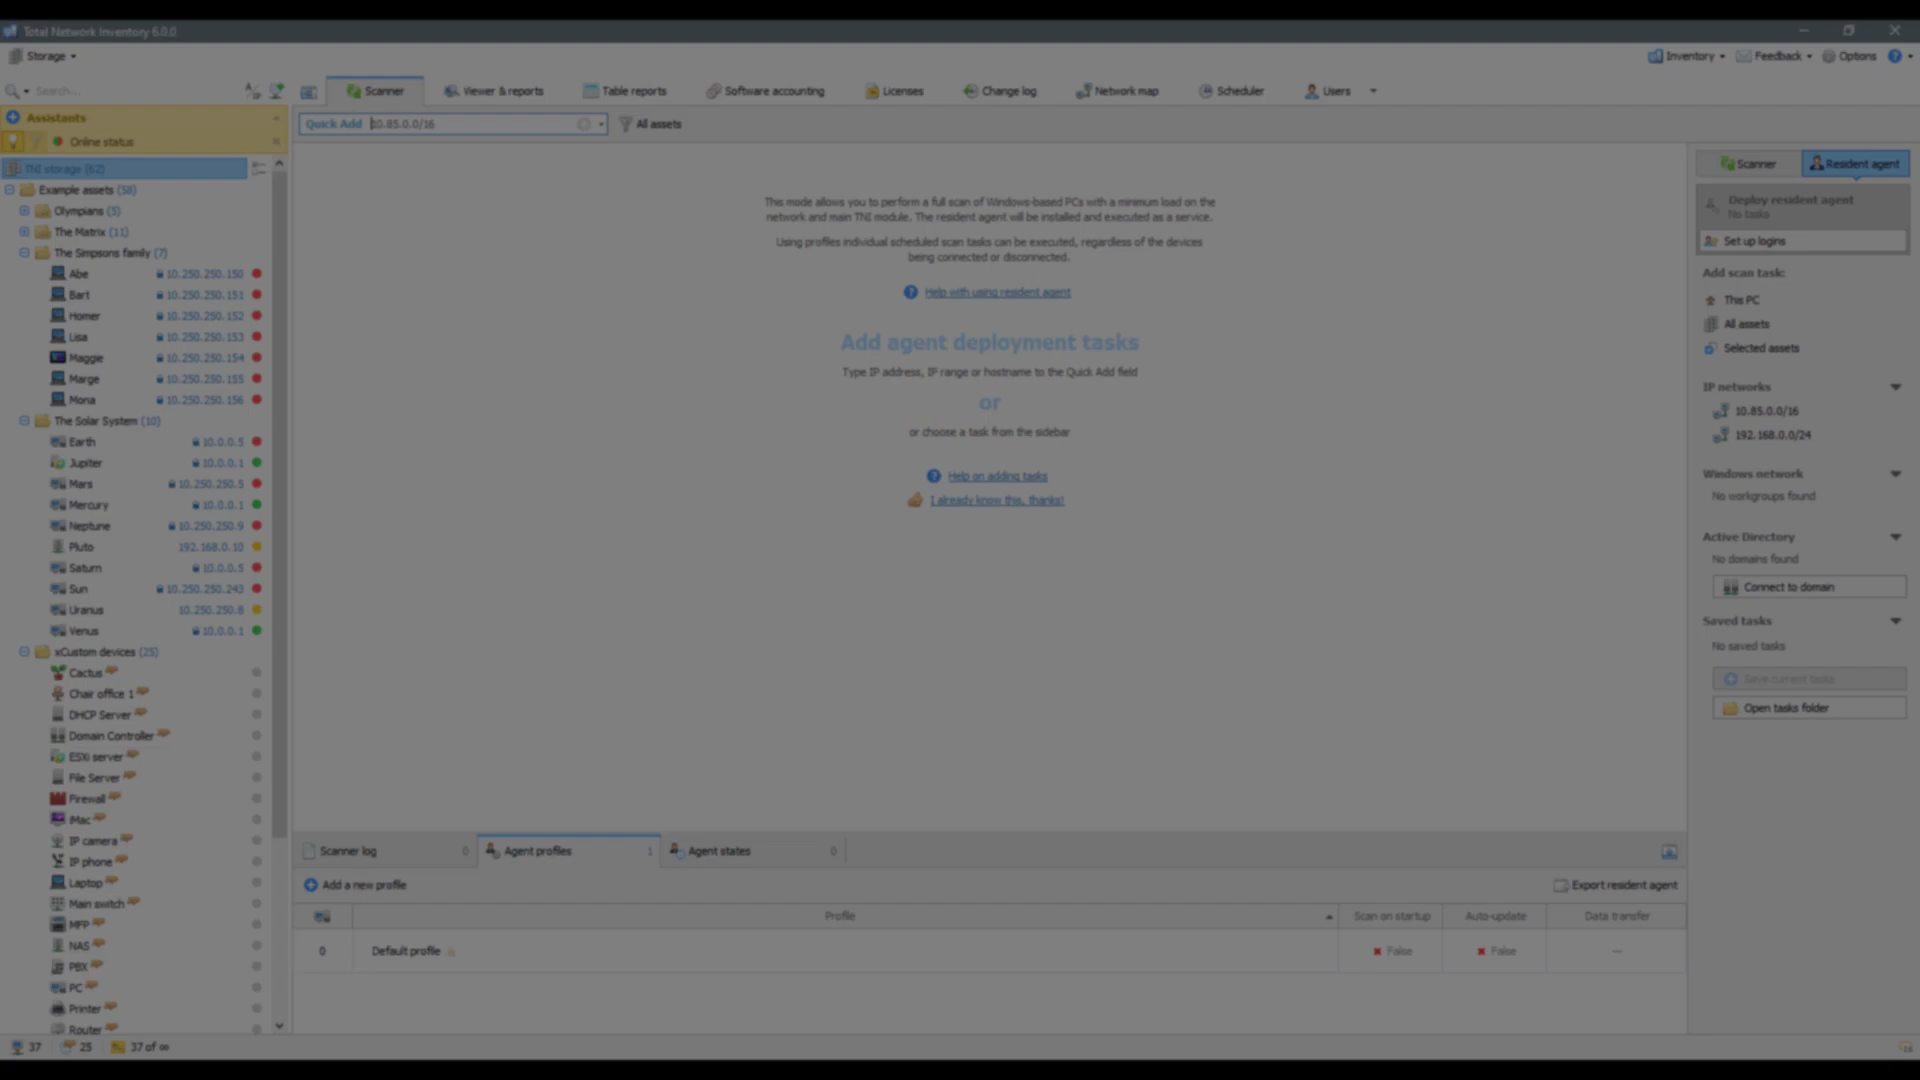 Total Network Inventory 6.0.0
Storage
Inventory
Feedback
Options
Search...
Scanner
Viewer & reports
Table reports
Software accounting
Licenses
Change log
Network map
Scheduler
Users
Assistants
Online status
Quick Add 10.85.0.0/16
All assets
TNI storage (62)
Example assets (58)
Olympians (5)
The Matrix (11)
The Simpsons family (7)
Abe 10.250.250.150
Bart 10.250.250.151
Homer 10.250.250.152
Lisa 10.250.250.153
Maggie 10.250.250.154
Marge 10.250.250.155
Mona 10.250.250.156
The Solar System (10)
Earth 10.0.0.5
Jupiter 10.0.0.1
Mars 10.250.250.5
Mercury 10.0.0.1
Neptune 10.250.250.9
Pluto 192.168.0.10
Saturn 10.0.0.5
Sun 10.250.250.243
Uranus 10.250.250.8
Venus 10.0.0.1
xCustom devices (25)
Cactus
Chair office 1
DHCP Server
Domain Controller
ESXi server
File Server
Firewall
iMac
IP camera
IP phone
Laptop
Main switch
MFP
NAS
PBX
PC
Printer
Router
37 25 37 of ∞
This mode allows you to perform a full scan of Windows-based PCs with a minimum load on the
network and main TNI module. The resident agent will be installed and executed as a service.
Using profiles individual scheduled scan tasks can be executed, regardless of the devices
being connected or disconnected.
Help with using resident agent
Add agent deployment tasks
Type IP address, IP range or hostname to the Quick Add field
or
or choose a task from the sidebar
Help on adding tasks
I already know this, thanks!
Scanner log 0
Agent profiles 1
Agent states 0
Add a new profile
Export resident agent
Profile
Scan on startup
Auto-update
Data transfer
0 Default profile False False —
Scanner
Resident agent
Deploy resident agent
No tasks
Set up logins
Add scan task:
This PC
All assets
Selected assets
IP networks
10.85.0.0/16
192.168.0.0/24
Windows network
No workgroups found
Active Directory
No domains found
Connect to domain
Saved tasks
No saved tasks
Save current tasks
Open tasks folder